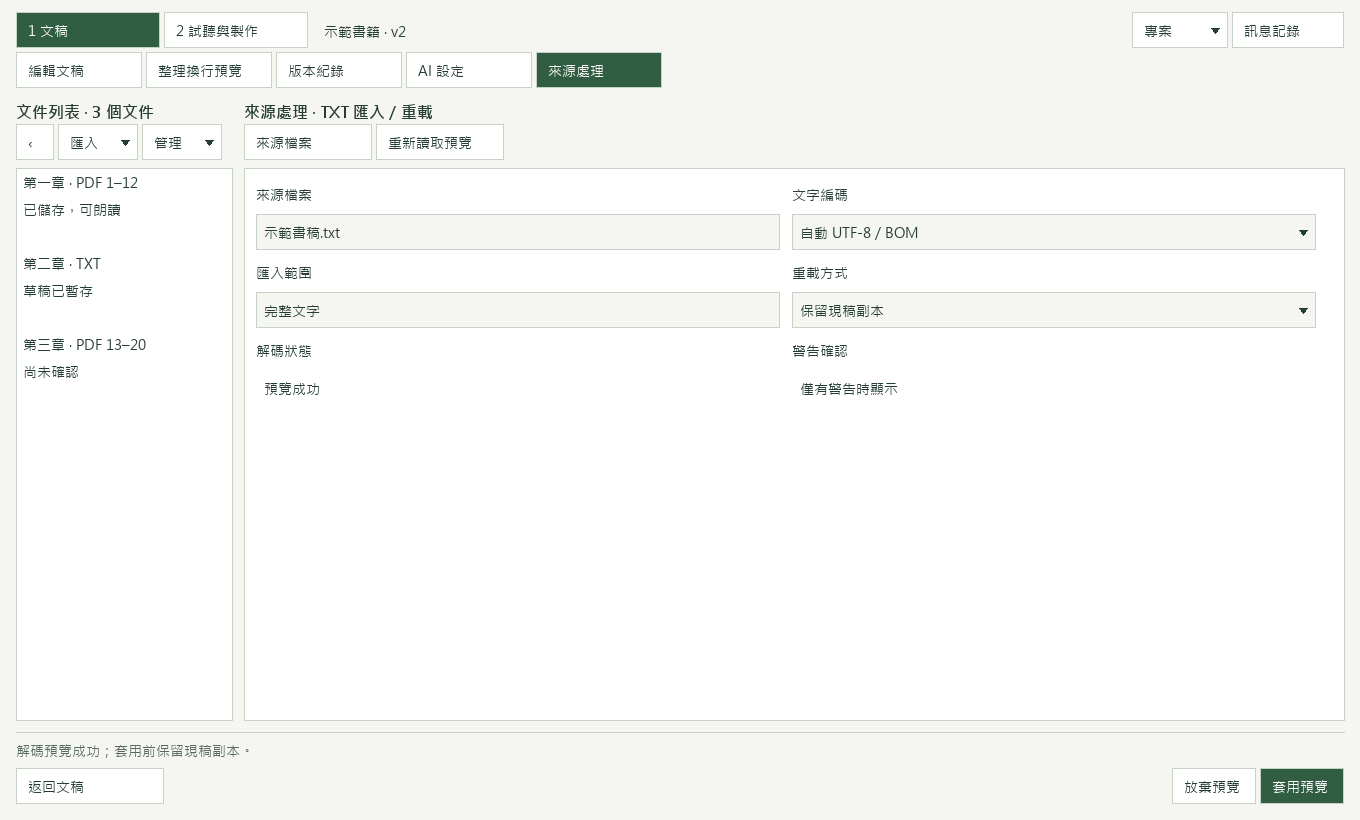 1 文稿
2 試聽與製作
示範書籍 · v2
專案
訊息記錄
編輯文稿
整理換行預覽
版本紀錄
AI 設定
來源處理
文件列表 · 3 個文件
來源處理 · TXT 匯入 / 重載
‹
匯入
管理
來源檔案
重新讀取預覽
第一章 · PDF 1–12
已儲存，可朗讀
第二章 · TXT
草稿已暫存
第三章 · PDF 13–20
尚未確認
來源檔案
文字編碼
示範書稿.txt
自動 UTF-8 / BOM
匯入範圍
重載方式
完整文字
保留現稿副本
解碼狀態
警告確認
預覽成功
僅有警告時顯示
解碼預覽成功；套用前保留現稿副本。
返回文稿
放棄預覽
套用預覽